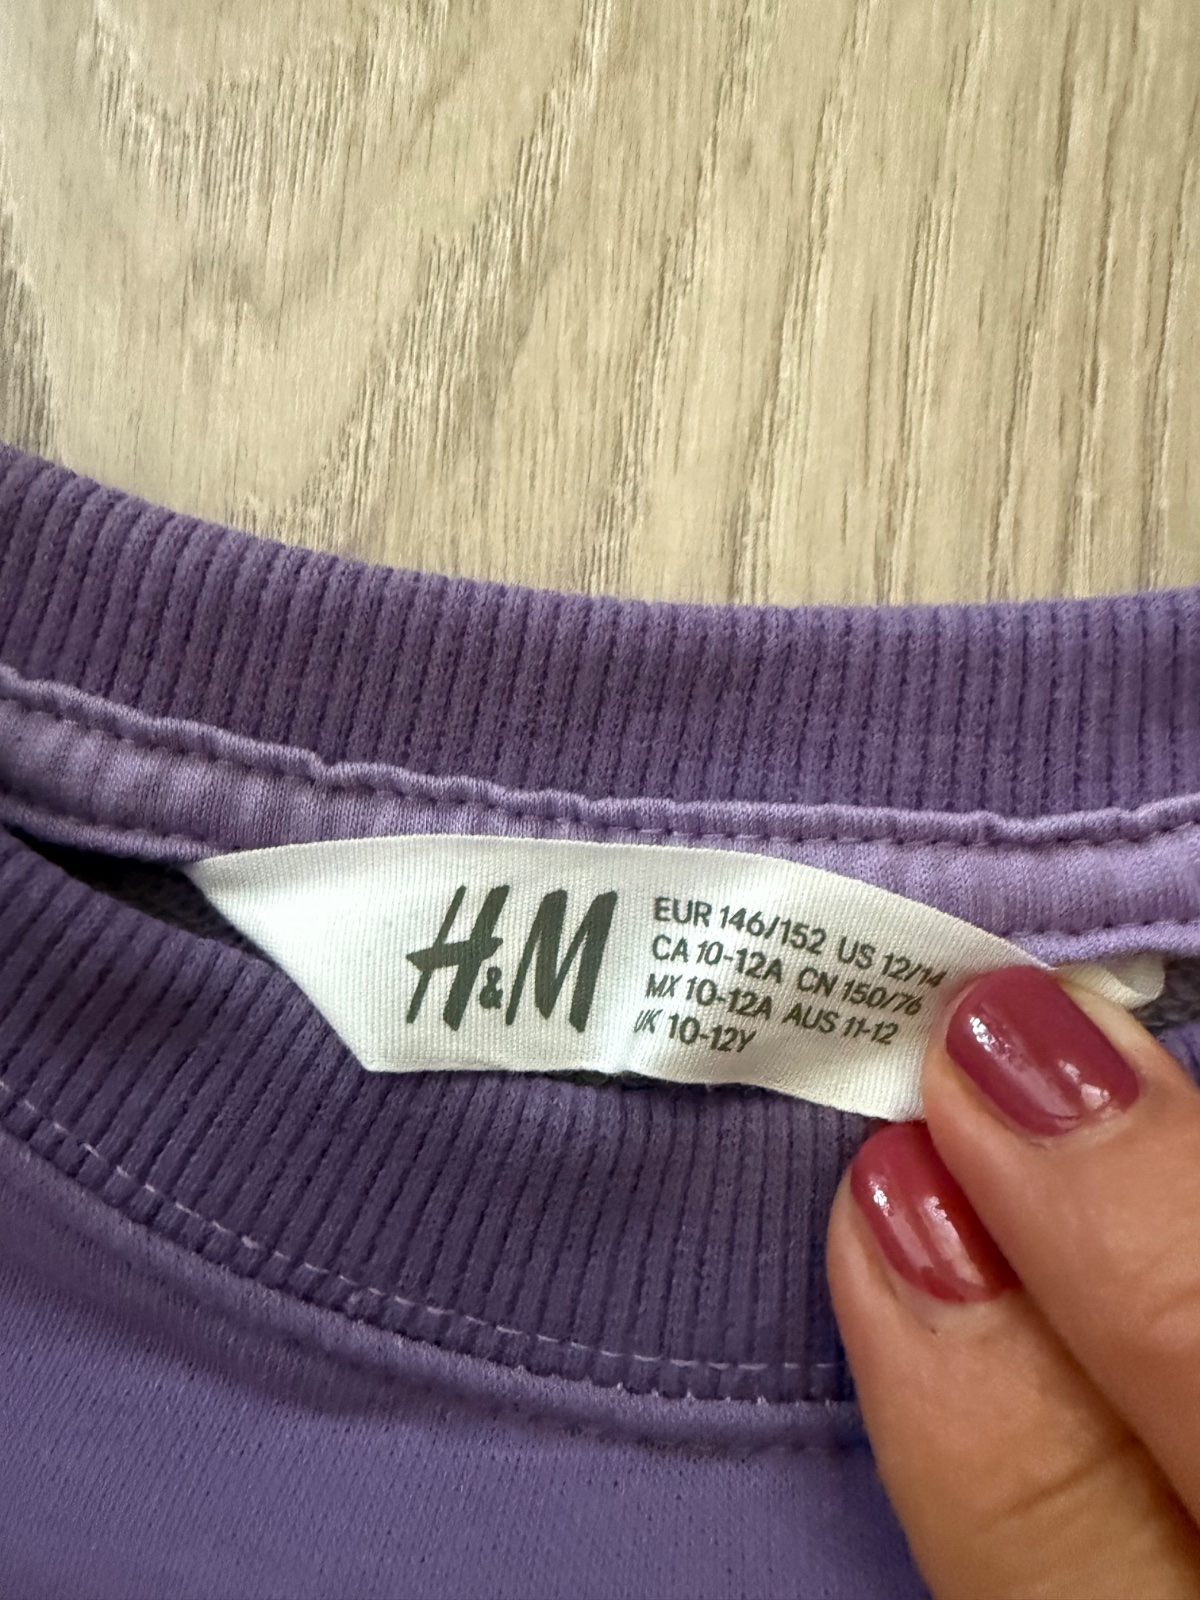 H&M
EUR 146/152 US 12/14
CA 10-12A CN 150/76
MX 10-12A AUS 11-12
UK 10-12Y